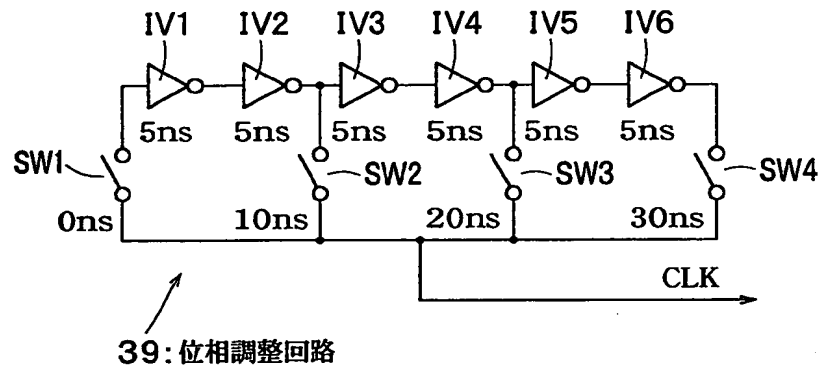 IV1 IV2 IV3 IV4 IV5 IV6
5ns 5ns 5ns 5ns 5ns 5ns
SW1 SW2 SW3 SW4
0ns 10ns 20ns 30ns
CLK
39:位相調整回路